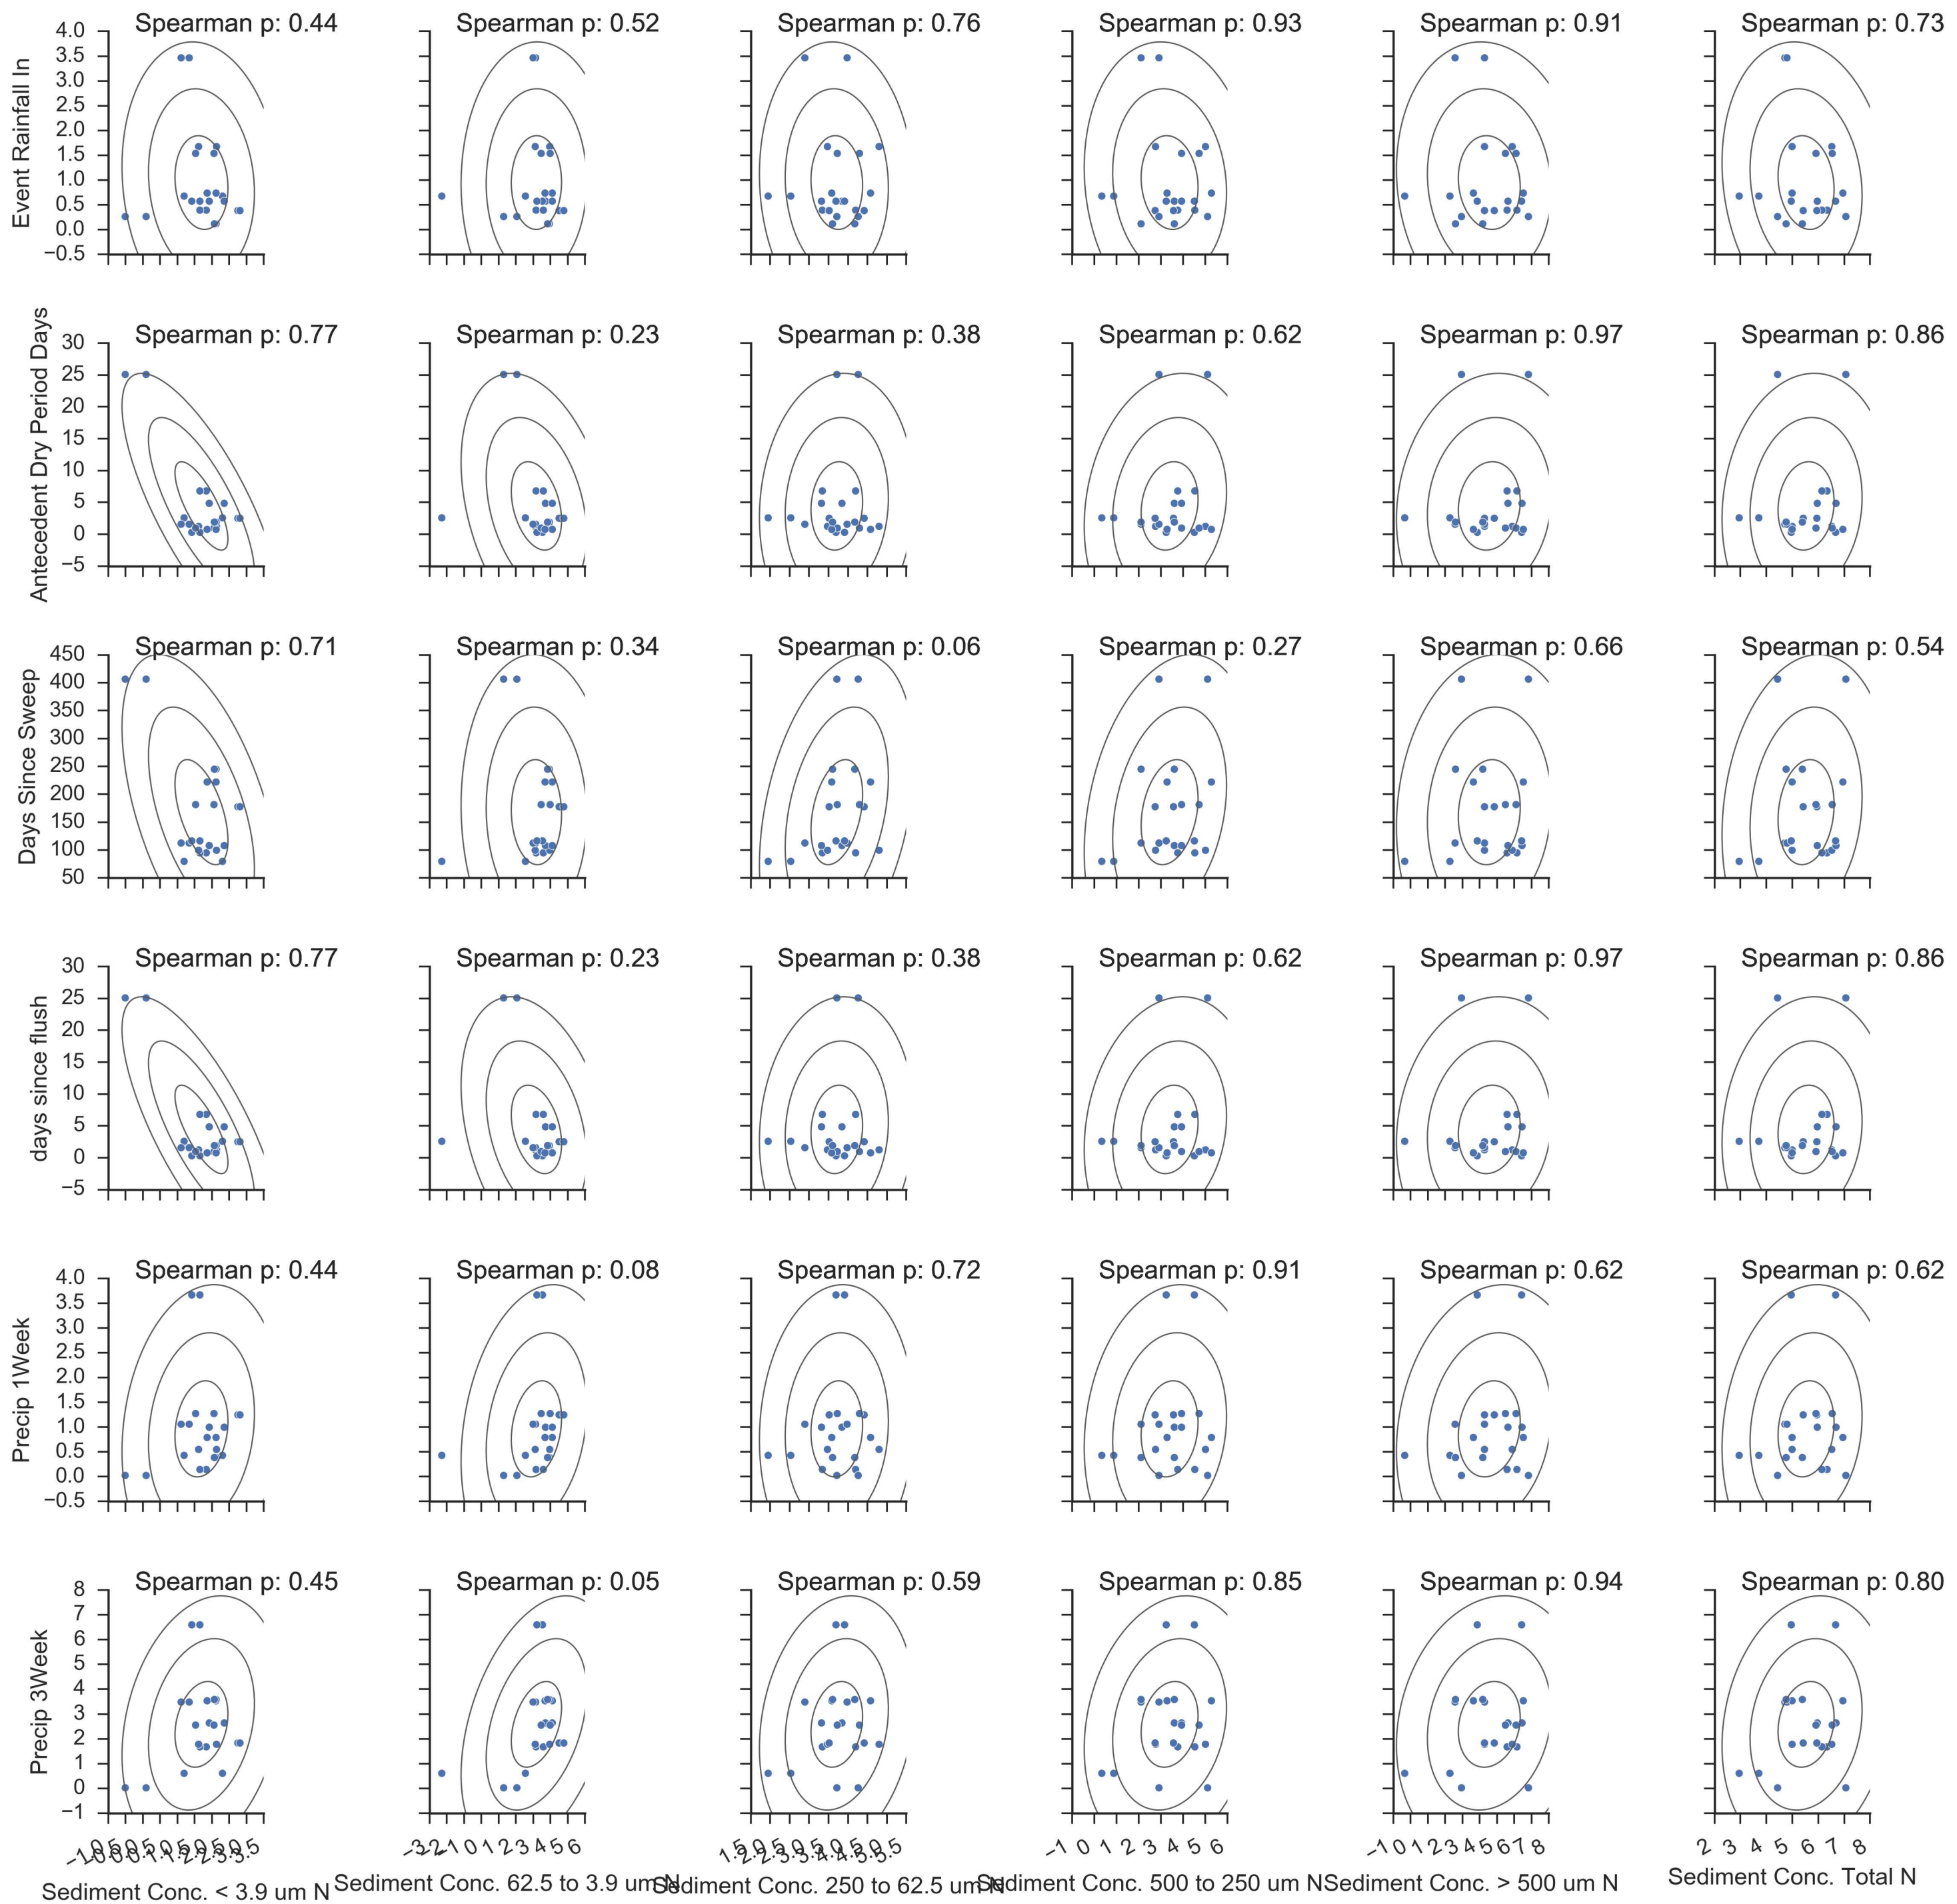 Spearman p: 0.44 Spearman p: 0.52 Spearman p: 0.76 Spearman p: 0.93 Spearman p: 0.91 Spearman p: 0.73
Event Rainfall In
4.0
3.5
3.0
2.5
2.0
1.5
1.0
0.5
0.0
−0.5
Spearman p: 0.77 Spearman p: 0.23 Spearman p: 0.38 Spearman p: 0.62 Spearman p: 0.97 Spearman p: 0.86
Antecedent Dry Period Days
30
25
20
15
10
5
0
−5
Spearman p: 0.71 Spearman p: 0.34 Spearman p: 0.06 Spearman p: 0.27 Spearman p: 0.66 Spearman p: 0.54
Days Since Sweep
450
400
350
300
250
200
150
100
50
Spearman p: 0.77 Spearman p: 0.23 Spearman p: 0.38 Spearman p: 0.62 Spearman p: 0.97 Spearman p: 0.86
days since flush
30
25
20
15
10
5
0
−5
Spearman p: 0.44 Spearman p: 0.08 Spearman p: 0.72 Spearman p: 0.91 Spearman p: 0.62 Spearman p: 0.62
Precip 1Week
4.0
3.5
3.0
2.5
2.0
1.5
1.0
0.5
0.0
−0.5
Spearman p: 0.45 Spearman p: 0.05 Spearman p: 0.59 Spearman p: 0.85 Spearman p: 0.94 Spearman p: 0.80
Precip 3Week
8
7
6
5
4
3
2
1
0
−1
−1 0 1 2 3 4 5 6
−1 0 1 2 3 4 5 6 7 8
2 3 4 5 6 7 8
Sediment Conc. < 3.9 um N
Sediment Conc. 62.5 to 3.9 um N
Sediment Conc. 250 to 62.5 um N
Sediment Conc. 500 to 250 um N
Sediment Conc. > 500 um N
Sediment Conc. Total N